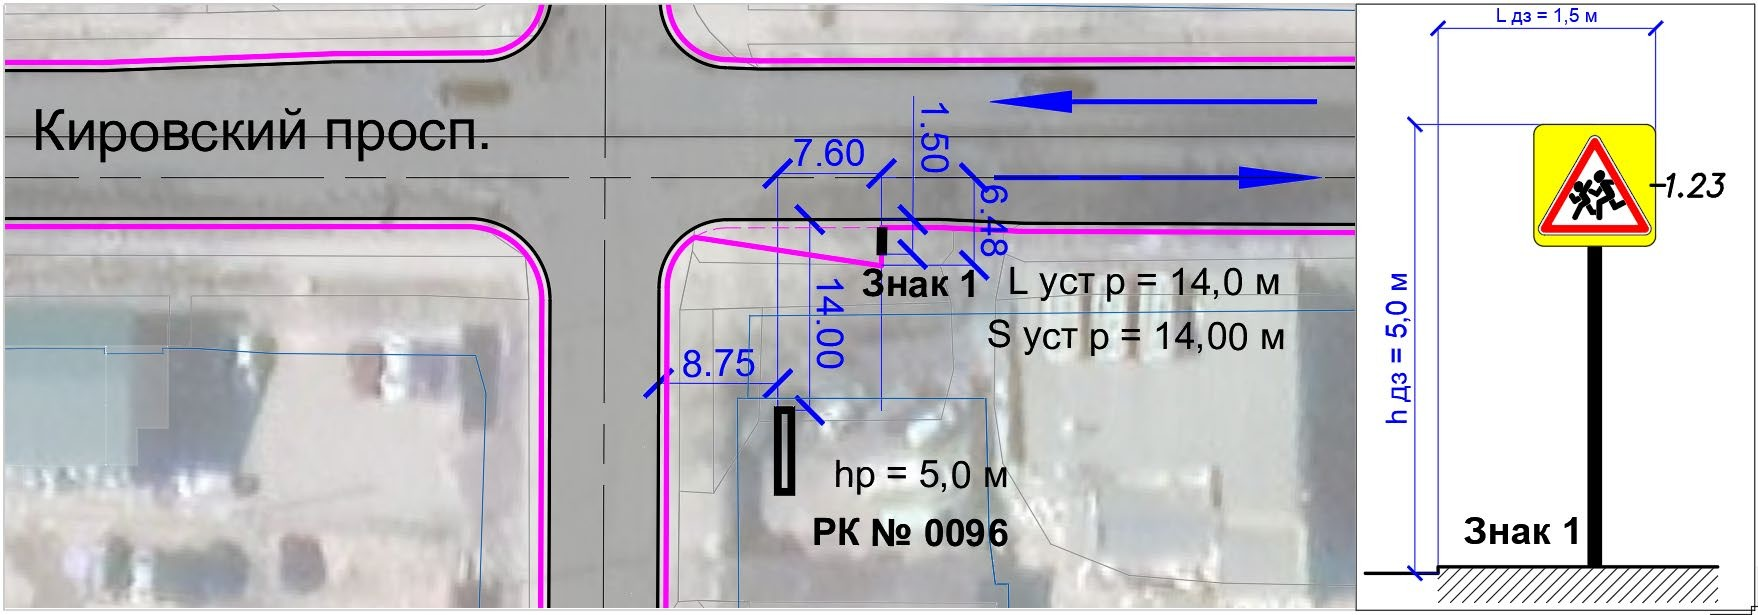 Кировский просп.
7.60
1.50
6.48
Знак 1
L уст р = 14,0 м
S уст р = 14,00 м
14.00
8.75
hр = 5,0 м
РК № 0096
L дз = 1,5 м
1.23
h дз = 5,0 м
Знак 1